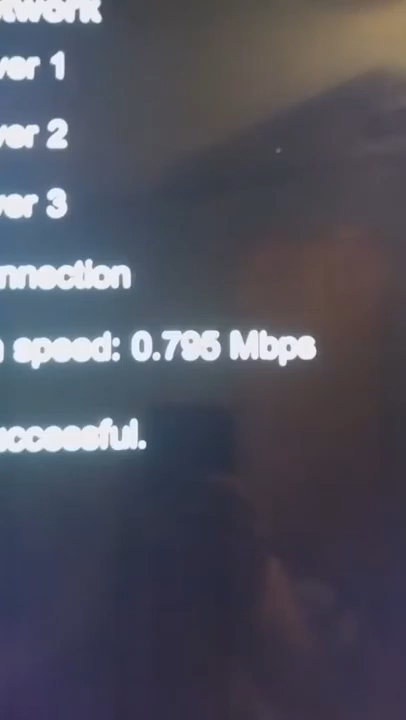 twork
ver 1
ver 2
ver 3
nnection
speed: 0.795 Mbps
uccessful.